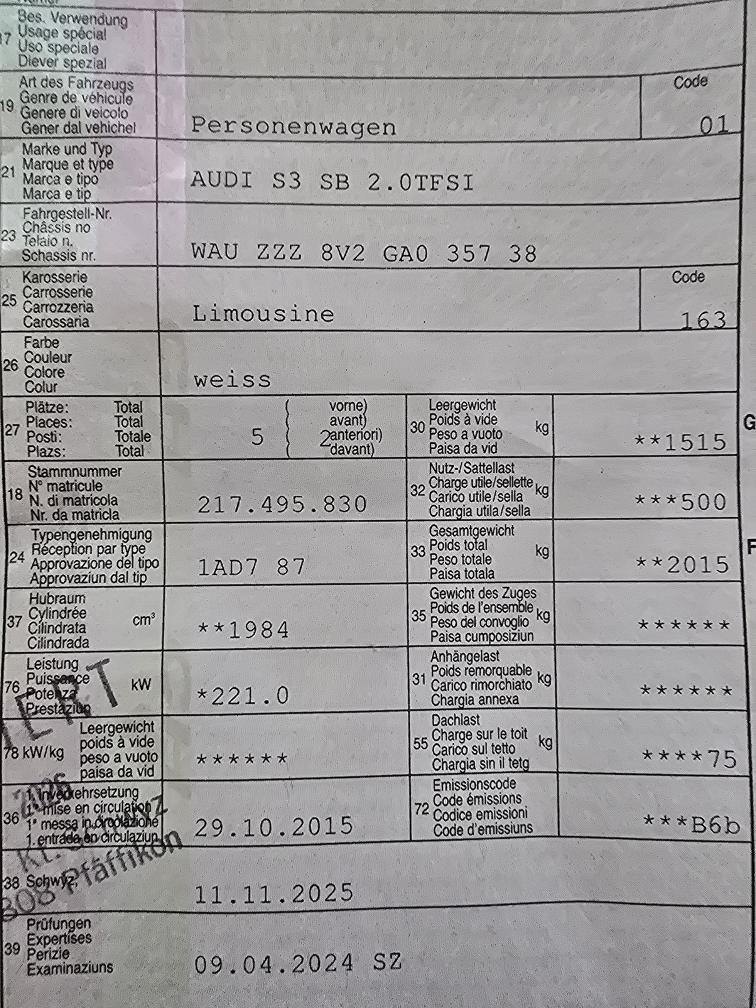 17 Bes. Verwendung
Usage spécial
Uso speciale
Diever spezial
19 Art des Fahrzeugs
Genre de véhicule
Genere di veicolo
Gener dal vehichel
Personenwagen
Code
01
21 Marke und Typ
Marque et type
Marca e tipo
Marca e tip
AUDI S3 SB 2.0TFSI
23 Fahrgestell-Nr.
Châssis no
Telaio n.
Schassis nr.
WAU ZZZ 8V2 GA0 357 38
25 Karosserie
Carrosserie
Carrozzeria
Carossaria
Limousine
Code
163
26 Farbe
Couleur
Colore
Colur
weiss
27 Plätze: Total
Places: Total
Posti: Totale
Plazs: Total
5
vorne)
avant)
2 anteriori)
davant)
30 Leergewicht
Poids à vide
Peso a vuoto
Paisa da vid
kg
**1515
G
18 Stammnummer
N° matricule
N. di matricola
Nr. da matricla
217.495.830
32 Nutz-/Sattellast
Charge utile/sellette
Carico utile/sella
Chargia utila/sella
kg
***500
24 Typengenehmigung
Réception par type
Approvazione del tipo
Approvaziun dal tip
1AD7 87
33 Gesamtgewicht
Poids total
Peso totale
Paisa totala
kg
**2015
F
37 Hubraum
Cylindrée
Cilindrata
Cilindrada
cm³
**1984
35 Gewicht des Zuges
Poids de l'ensemble
Peso del convoglio
Paisa cumposiziun
kg
******
76 Leistung
Puissance
Potenza
Prestaziun
kW
*221.0
31 Anhängelast
Poids remorquable
Carico rimorchiato
Chargia annexa
kg
******
78 kW/kg
Leergewicht
poids à vide
peso a vuoto
paisa da vid
******
55 Dachlast
Charge sur le toit
Carico sul tetto
Chargia sin il tetg
kg
****75
36 1. Inverkehrsetzung
1re mise en circulation
1a messa in circolazione
1. entrada en circulaziun
29.10.2015
72 Emissionscode
Code émissions
Codice emissioni
Code d'emissiuns
***B6b
38 Schwyz,
Pfäffikon
11.11.2025
39 Prüfungen
Expertises
Perizie
Examinaziuns
09.04.2024 SZ